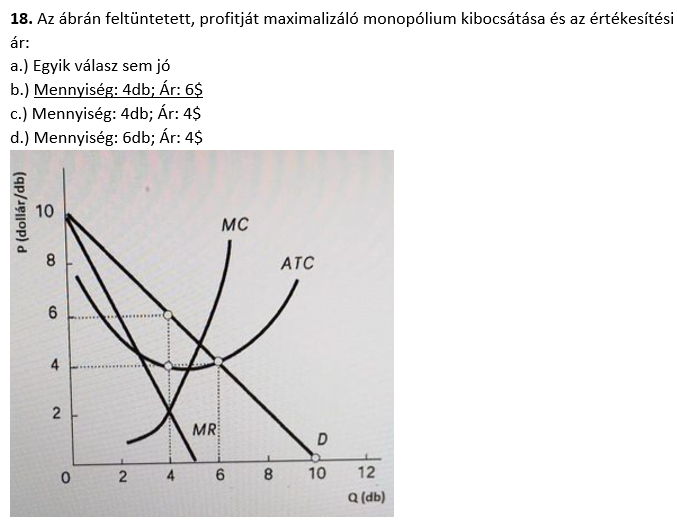 18. Az ábrán feltüntetett, profitját maximalizáló monopólium kibocsátása és az értékesítési
ár:
a.) Egyik válasz sem jó
b.) Mennyiség: 4db; Ár: 6$
c.) Mennyiség: 4db; Ár: 4$
d.) Mennyiség: 6db; Ár: 4$
P (dollár/db)
10
8
6
4
2
0
MC
ATC
MR
D
2 4 6 8 10 12
Q (db)